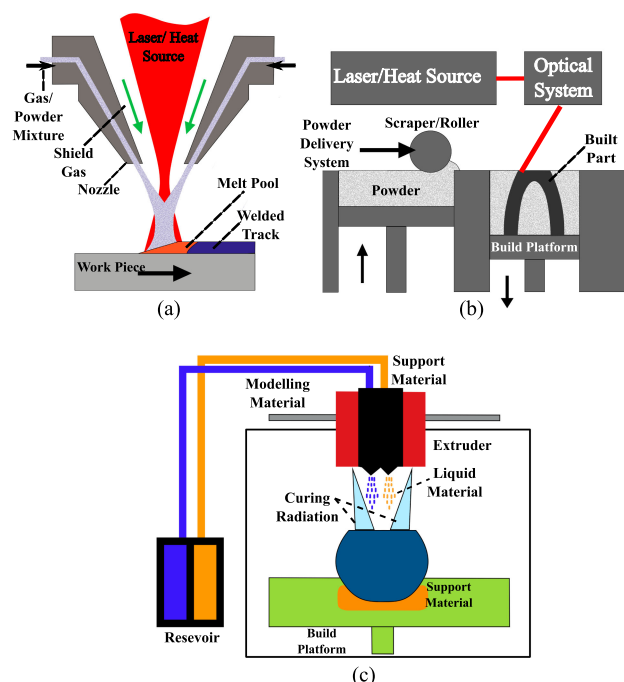 Laser/ Heat
Source
Gas/
Powder
Mixture
Shield
Gas
Nozzle
Melt Pool
Welded
Track
Work Piece
(a)
Laser/Heat Source
Optical
System
Scraper/Roller
Powder
Delivery
System
Built
Part
Powder
Build Platform
(b)
Support
Material
Modelling
Material
Extruder
Liquid
Material
Curing
Radiation
Support
Material
Resevoir
Build
Platform
(c)